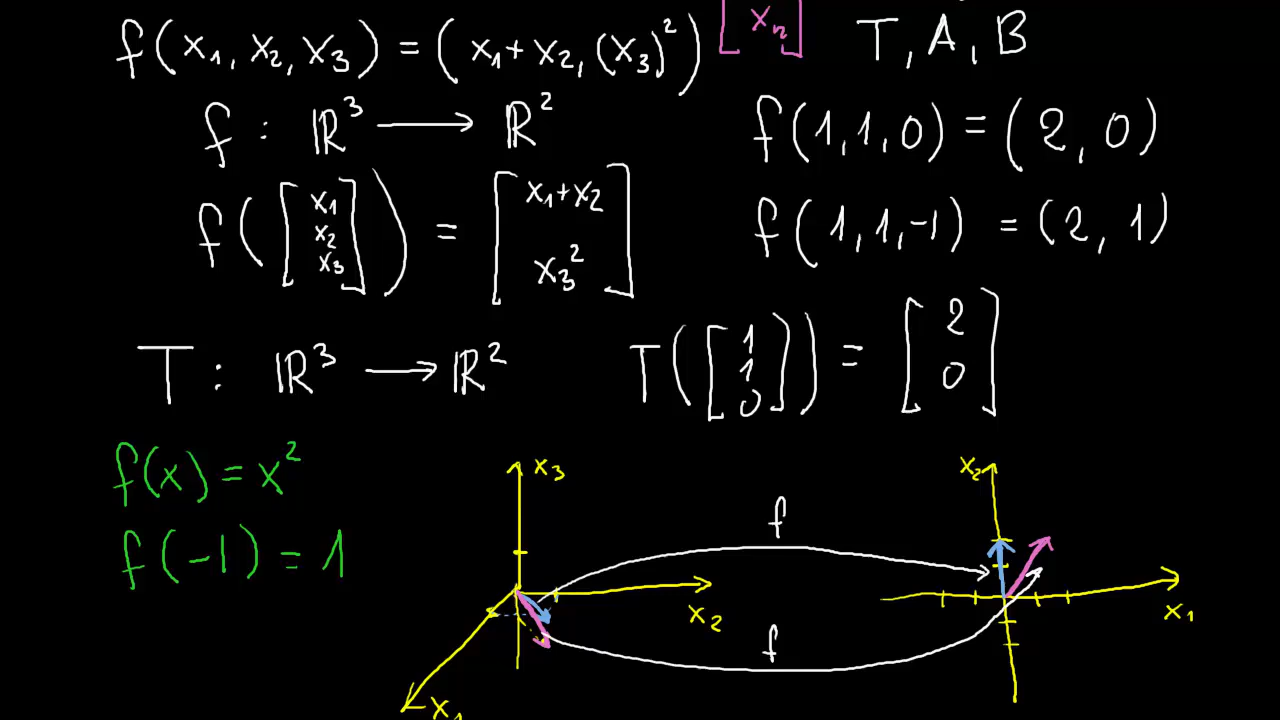 f(x₁, x₂, x₃) = (x₁+x₂, (x₃)²) [xₙ] T, A, B
f : ℝ³ ⟶ ℝ² f(1,1,0) = (2,0)
f([x₁ x₂ x₃]) = [x₁+x₂ x₃²] f(1,1,-1) = (2,1)
T : ℝ³ ⟶ ℝ² T([1 1 0]) = [2 0]
f(x) = x²
f(-1) = 1
x₃
f
x₂
x₂
f
x₁
x₁